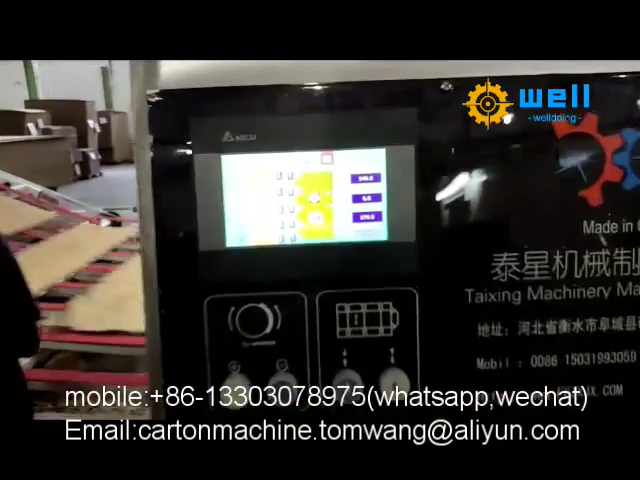 well
- welldoing -
Made in
泰星机械制
Taixing Machinery Ma
地址：河北省衡水市阜城县
Mobil : 0086 15031993059
mobile:+86-13303078975(whatsapp,wechat)
Email:cartonmachine.tomwang@aliyun.com